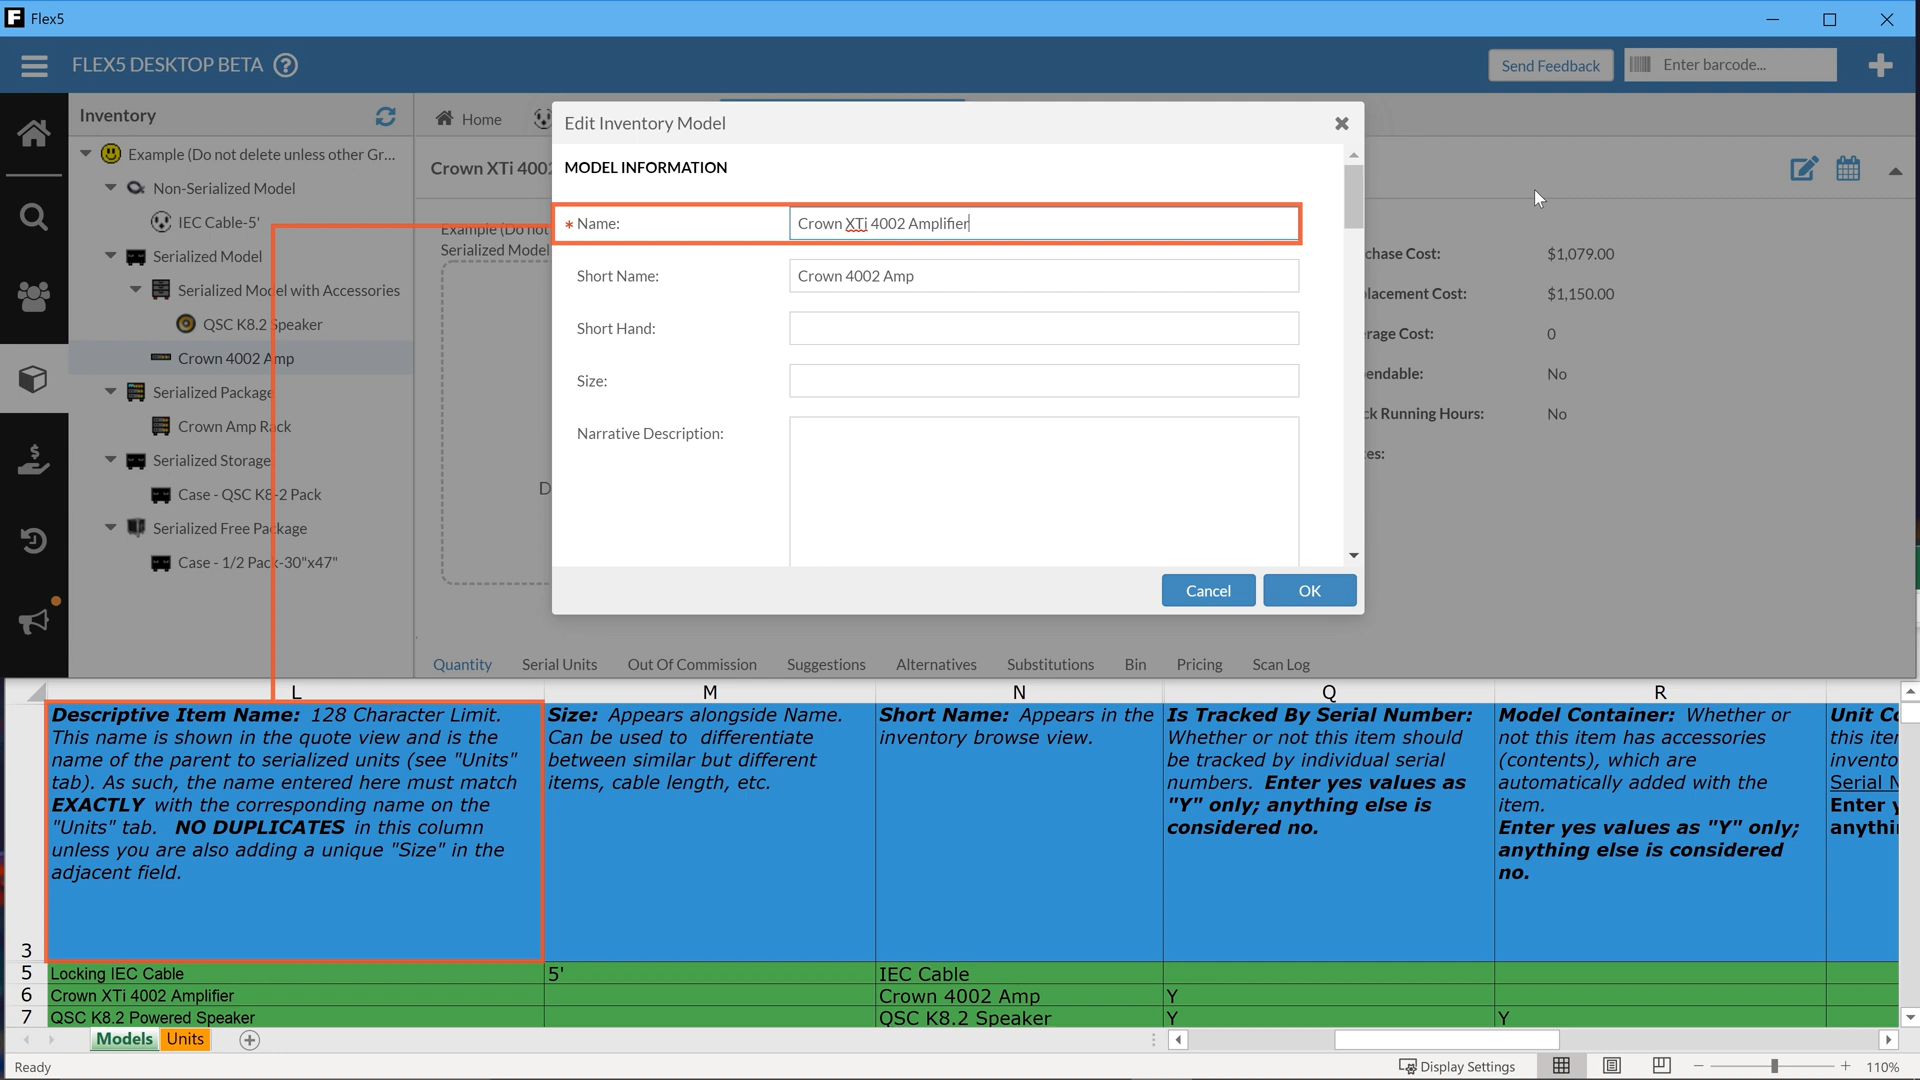 Flex5
FLEX5 DESKTOP BETA
Send Feedback
Enter barcode...
Inventory
Example (Do not delete unless other Gr...
Non-Serialized Model
IEC Cable-5'
Serialized Model
Serialized Model with Accessories
QSC K8.2 Speaker
Crown 4002 Amp
Serialized Package
Crown Amp Rack
Serialized Storage
Case - QSC K8-2 Pack
Serialized Free Package
Case - 1/2 Pack-30"x47"
Home
Crown XTi 4002
Example (Do not
Serialized Model
D
Edit Inventory Model
MODEL INFORMATION
* Name:
Crown XTi 4002 Amplifier
Short Name:
Crown 4002 Amp
Short Hand:
Size:
Narrative Description:
Cancel
OK
chase Cost:
$1,079.00
lacement Cost:
$1,150.00
rage Cost:
0
endable:
No
ck Running Hours:
No
es:
Quantity
Serial Units
Out Of Commission
Suggestions
Alternatives
Substitutions
Bin
Pricing
Scan Log
L
M
N
Q
R
3
Descriptive Item Name: 128 Character Limit.
This name is shown in the quote view and is the
name of the parent to serialized units (see "Units"
tab). As such, the name entered here must match
EXACTLY with the corresponding name on the
"Units" tab. NO DUPLICATES in this column
unless you are also adding a unique "Size" in the
adjacent field.
Size: Appears alongside Name.
Can be used to differentiate
between similar but different
items, cable length, etc.
Short Name: Appears in the
inventory browse view.
Is Tracked By Serial Number:
Whether or not this item should
be tracked by individual serial
numbers. Enter yes values as
"Y" only; anything else is
considered no.
Model Container: Whether or
not this item has accessories
(contents), which are
automatically added with the
item.
Enter yes values as "Y" only;
anything else is considered
no.
Unit Co
this iten
invento
Serial N
Enter y
anythi
5
Locking IEC Cable
5'
IEC Cable
6
Crown XTi 4002 Amplifier
Crown 4002 Amp
Y
7
QSC K8.2 Powered Speaker
QSC K8.2 Speaker
Y
Y
Models
Units
Ready
Display Settings
110%